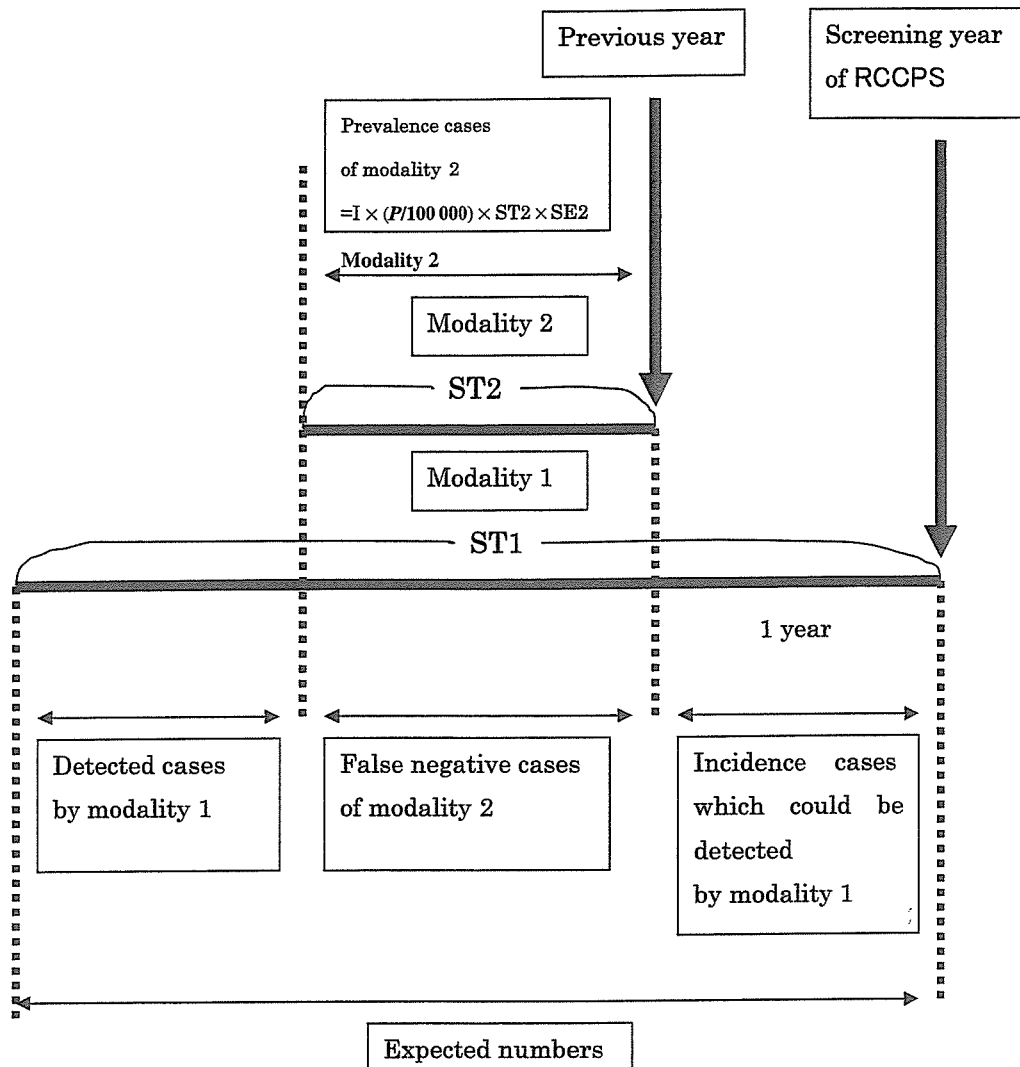 Previous year
Screening year
of RCCPS
Prevalence cases
of modality 2
=I × (P/100 000) × ST2 × SE2
Modality 2
Modality 2
ST2
Modality 1
ST1
1 year
Detected cases
by modality 1
False negative cases
of modality 2
Incidence cases
which could be
detected
by modality 1
Expected numbers